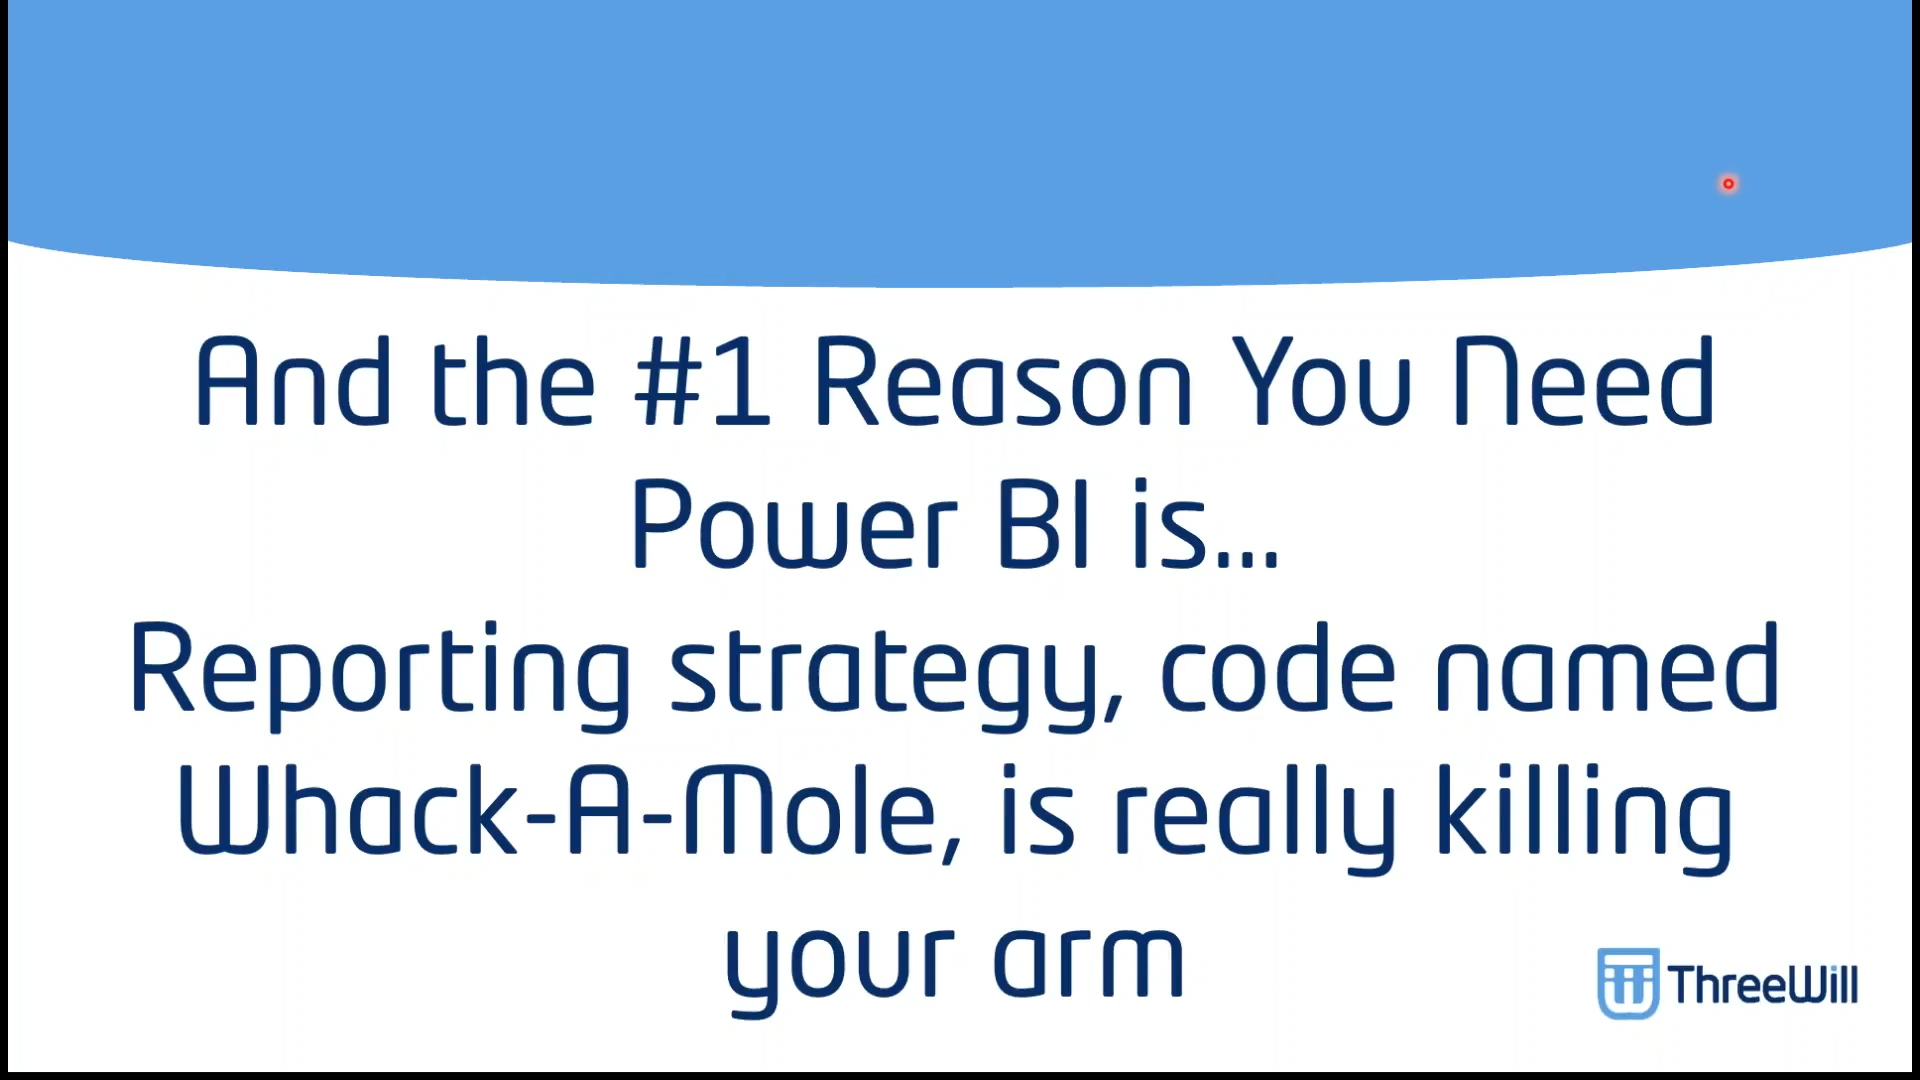 And the #1 Reason You Need
Power BI is...
Reporting strategy, code named
Whack-A-Mole, is really killing
your arm
ThreeWill